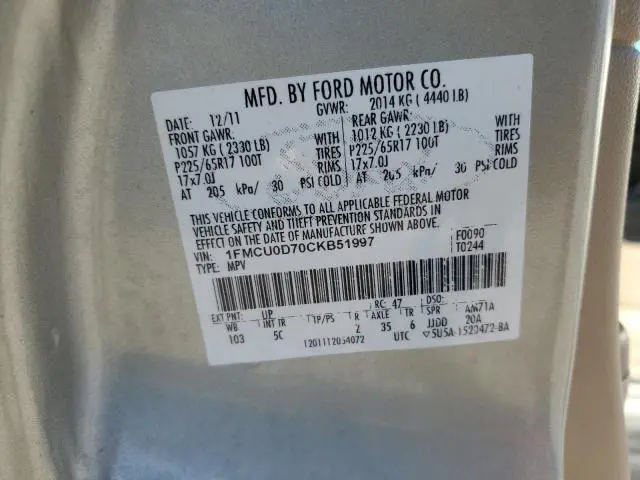 MFD. BY FORD MOTOR CO.
DATE: 12/11 GVWR: 2014 KG ( 4440 LB)
FRONT GAWR: REAR GAWR:
1057 KG ( 2330 LB) WITH 1012 KG ( 2230 LB) WITH
P225/65R17 100T TIRES P225/65R17 100T TIRES
17x7.0J RIMS 17x7.0J RIMS
AT 205 kPa/ 30 PSI COLD AT 205 kPa/ 30 PSI COLD
THIS VEHICLE CONFORMS TO ALL APPLICABLE FEDERAL MOTOR
VEHICLE SAFETY AND THEFT PREVENTION STANDARDS IN
EFFECT ON THE DATE OF MANUFACTURE SHOWN ABOVE.
VIN: 1FMCU0D70CKB51997 F0090
TYPE: MPV T0244
EXT PNT: UP RC: 47 DSO:
WB INT TR TP/PS R AXLE TR SPR AM71A
103 5C 2 35 6 JJDD 20A
1201112054072 UTC ▽SU5A-1520472-BA